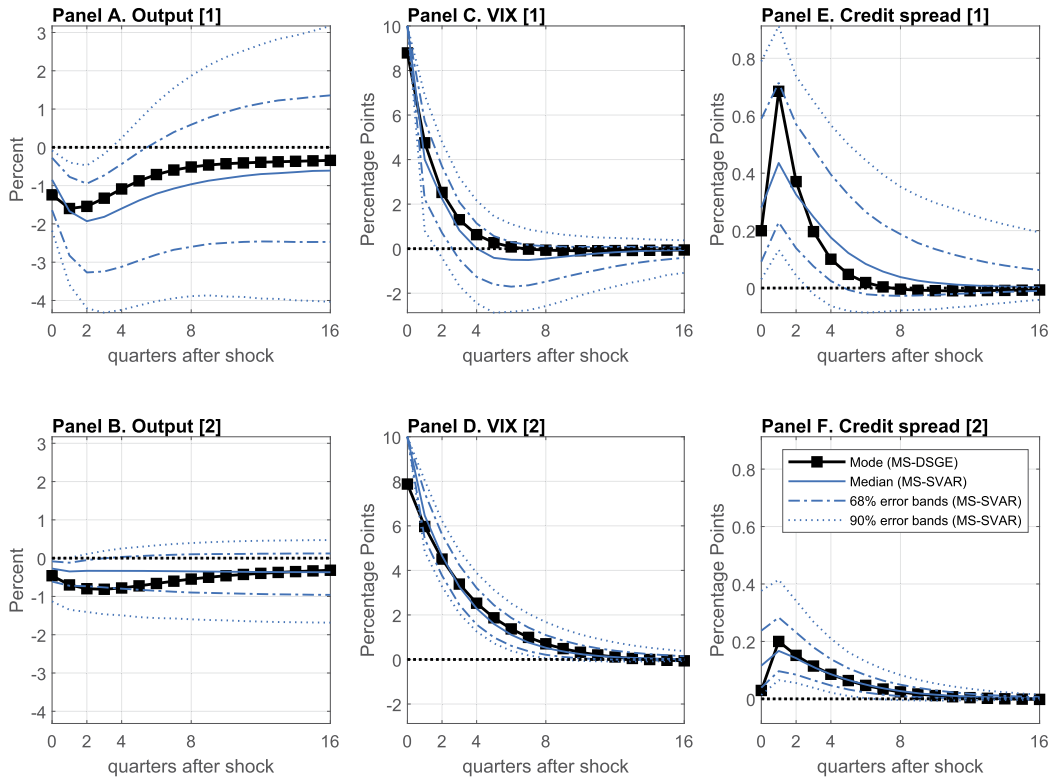 Panel A. Output [1]
3
2
1
0
-1
-2
-3
-4
Percent
0 2 4 8 16
quarters after shock
Panel C. VIX [1]
10
8
6
4
2
0
-2
Percentage Points
0 2 4 8 16
quarters after shock
Panel E. Credit spread [1]
0.8
0.6
0.4
0.2
0
Percentage Points
0 2 4 8 16
quarters after shock
Panel B. Output [2]
3
2
1
0
-1
-2
-3
-4
Percent
0 2 4 8 16
quarters after shock
Panel D. VIX [2]
10
8
6
4
2
0
-2
Percentage Points
0 2 4 8 16
quarters after shock
Panel F. Credit spread [2]
Mode (MS-DSGE)
Median (MS-SVAR)
68% error bands (MS-SVAR)
90% error bands (MS-SVAR)
0.8
0.6
0.4
0.2
0
Percentage Points
0 2 4 8 16
quarters after shock